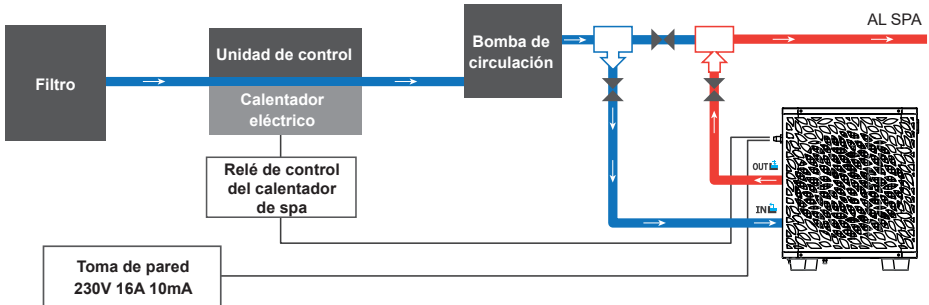 Filtro
Unidad de control
Calentador
eléctrico
Relé de control
del calentador
de spa
Toma de pared
230V 16A 10mA
Bomba de
circulación
AL SPA
OUT
IN